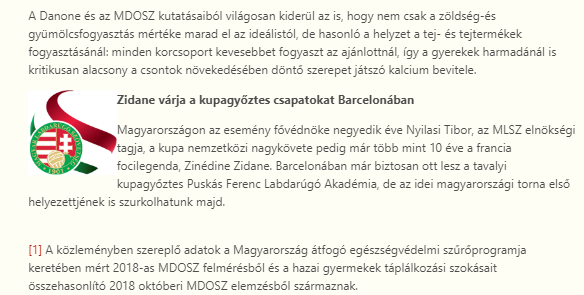 A Danone és az MDOSZ kutatásaiból világosan kiderül az is, hogy nem csak a zöldség-és
gyümölcsfogyasztás mértéke marad el az ideálistól, de hasonló a helyzet a tej- és tejtermékek
fogyasztásánál: minden korcsoport kevesebbet fogyaszt az ajánlottnál, így a gyerekek harmadánál is
kritikusan alacsony a csontok növekedésében döntő szerepet játszó kalcium bevitele.
Zidane várja a kupagyőztes csapatokat Barcelonában
Magyarországon az esemény fővédnöke negyedik éve Nyilasi Tibor, az MLSZ elnökségi
tagja, a kupa nemzetközi nagykövete pedig már több mint 10 éve a francia
focilegenda, Zinédine Zidane. Barcelonában már biztosan ott lesz a tavalyi
kupagyőztes Puskás Ferenc Labdarúgó Akadémia, de az idei magyarországi torna első
helyezettjének is szurkolhatunk majd.
[1] A közleményben szereplő adatok a Magyarország átfogó egészségvédelmi szűrőprogramja
keretében mért 2018-as MDOSZ felmérésből és a hazai gyermekek táplálkozási szokásait
összehasonlító 2018 októberi MDOSZ elemzésből származnak.